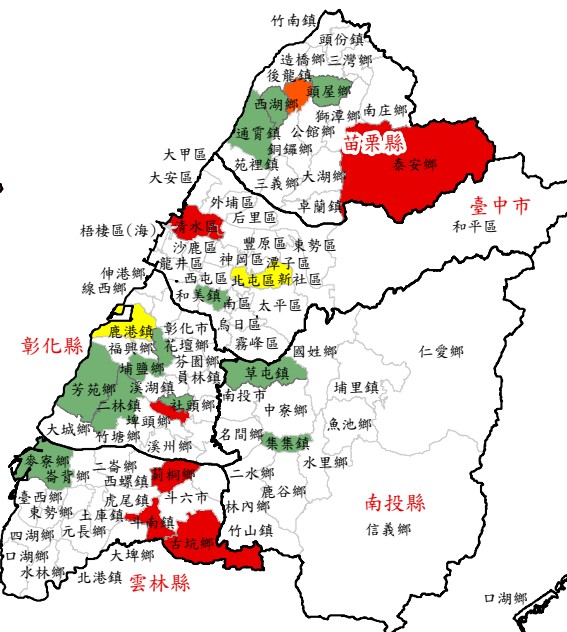 竹南鎮
頭份鎮
造橋鄉
三灣鄉
後龍鎮
頭屋鄉
西湖鄉
獅潭鄉
南庄鄉
通霄鎮
公館鄉
苗栗縣
銅鑼鄉
苑裡鎮
泰安鄉
大湖鄉
三義鄉
卓蘭鎮
大甲區
大安區
外埔區
后里區
臺中市
和平區
清水區
梧棲區(海)
沙鹿區
豐原區
東勢區
龍井區
神岡區
潭子區
伸港鄉
線西鄉
西屯區
北屯區
新社區
和美鎮
南區
太平區
鹿港鎮
彰化市
烏日區
彰化縣
福興鄉
花壇鄉
霧峰區
國姓鄉
仁愛鄉
埔鹽鄉
芬園鄉
員林鎮
草屯鎮
芳苑鄉
溪湖鎮
南投市
埔里鎮
二林鎮
社頭鄉
中寮鄉
埤頭鄉
魚池鄉
大城鄉
竹塘鄉
溪州鄉
名間鄉
集集鎮
麥寮鄉
二崙鄉
水里鄉
崙背鄉
西螺鎮
莿桐鄉
二水鄉
臺西鄉
虎尾鎮
斗六市
鹿谷鄉
東勢鄉
土庫鎮
斗南鎮
林內鄉
南投縣
四湖鄉
元長鄉
竹山鎮
信義鄉
古坑鄉
口湖鄉
大埤鄉
水林鄉
北港鎮
雲林縣
口湖鄉